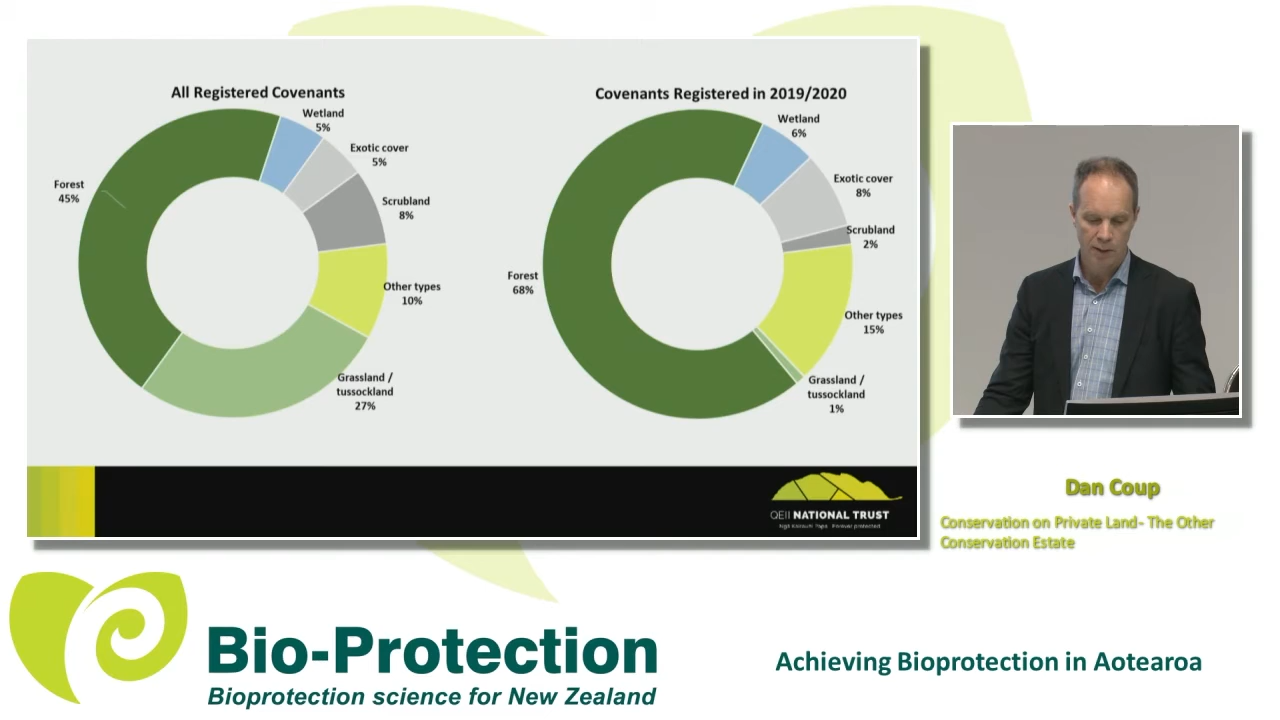 All Registered Covenants
Wetland
5%
Exotic cover
5%
Scrubland
8%
Other types
10%
Grassland /
tussockland
27%
Forest
45%
Covenants Registered in 2019/2020
Wetland
6%
Exotic cover
8%
Scrubland
2%
Other types
15%
Grassland /
tussockland
1%
Forest
68%
QEII NATIONAL TRUST
Ngā Kairauhī Papa Forever protected
Dan Coup
Conservation on Private Land- The Other
Conservation Estate
Bio-Protection
Bioprotection science for New Zealand
Achieving Bioprotection in Aotearoa